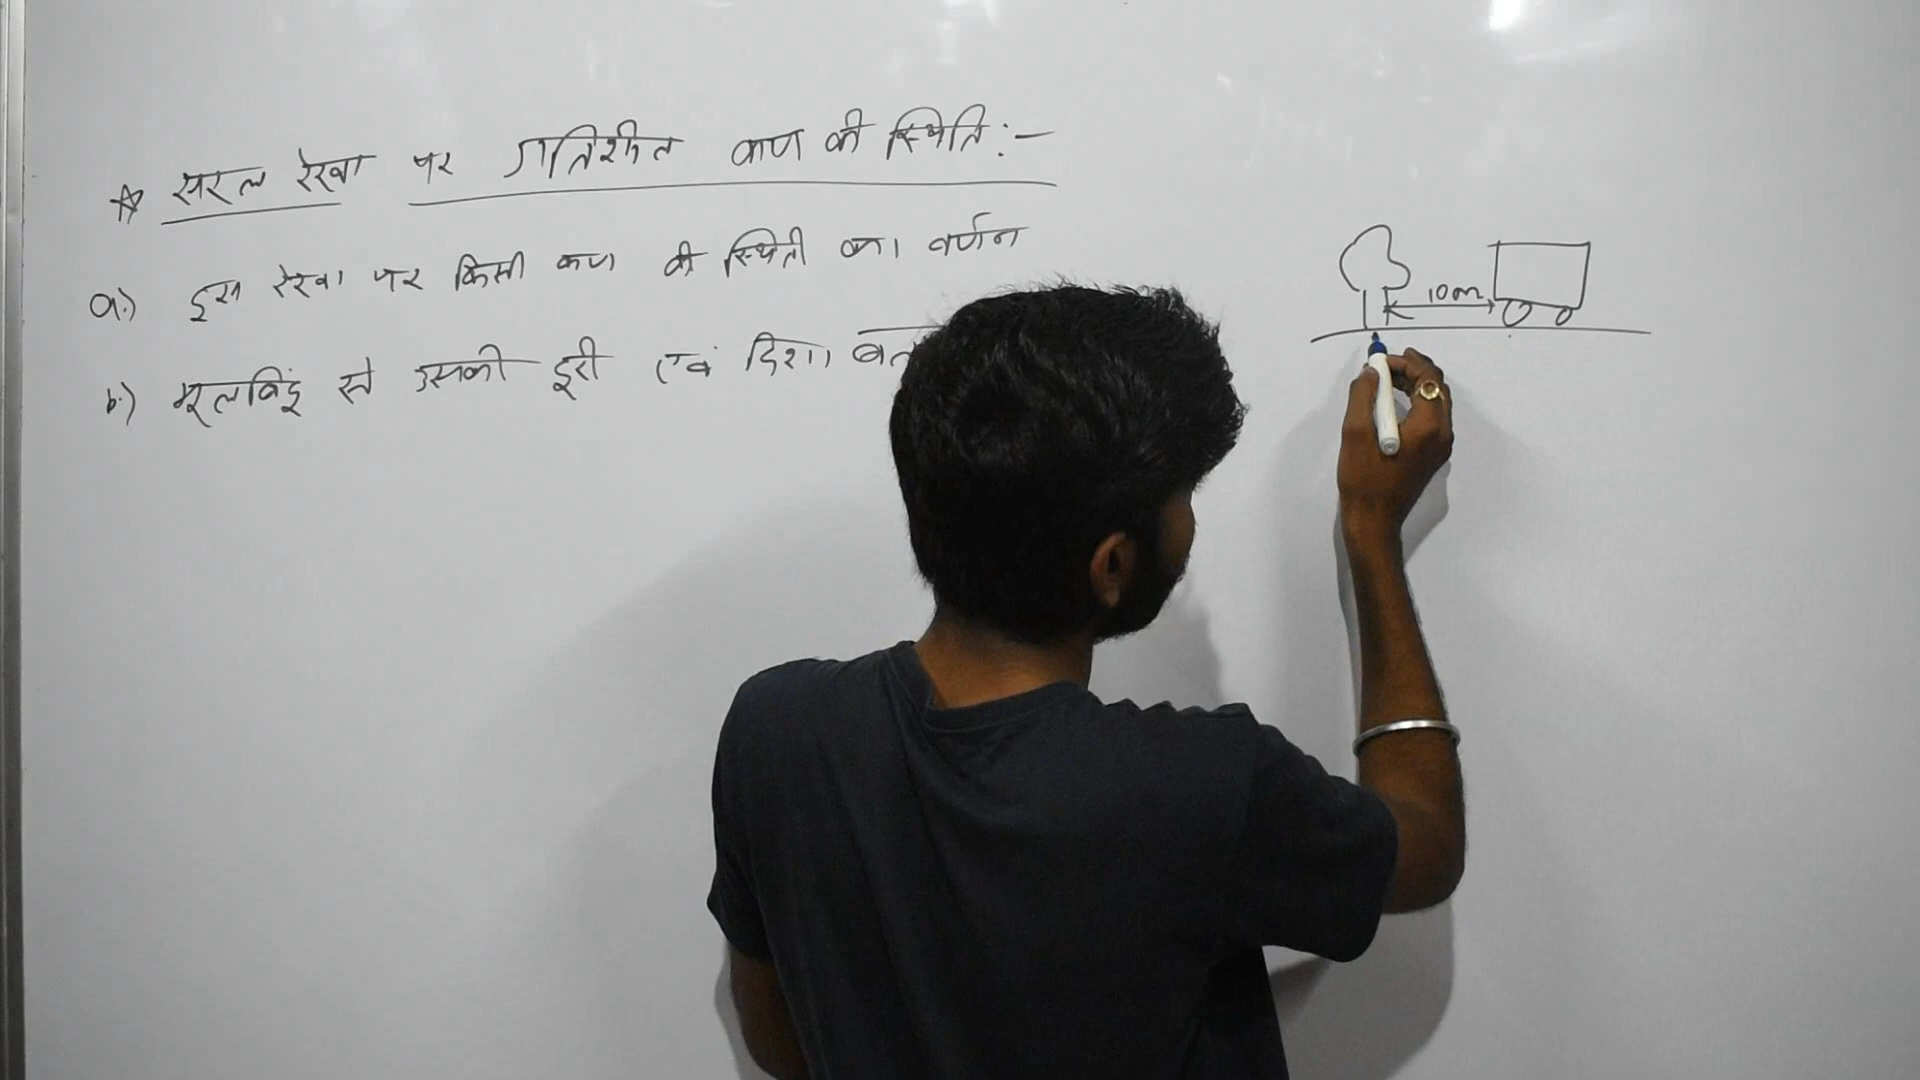 ☆ सरल रेखा पर गतिशील कण की स्थिति:-
a.) इस रेखा पर किसी कण की स्थिती का वर्णन
b.) मूलबिंदु से उसकी दूरी एवं दिशा
10m